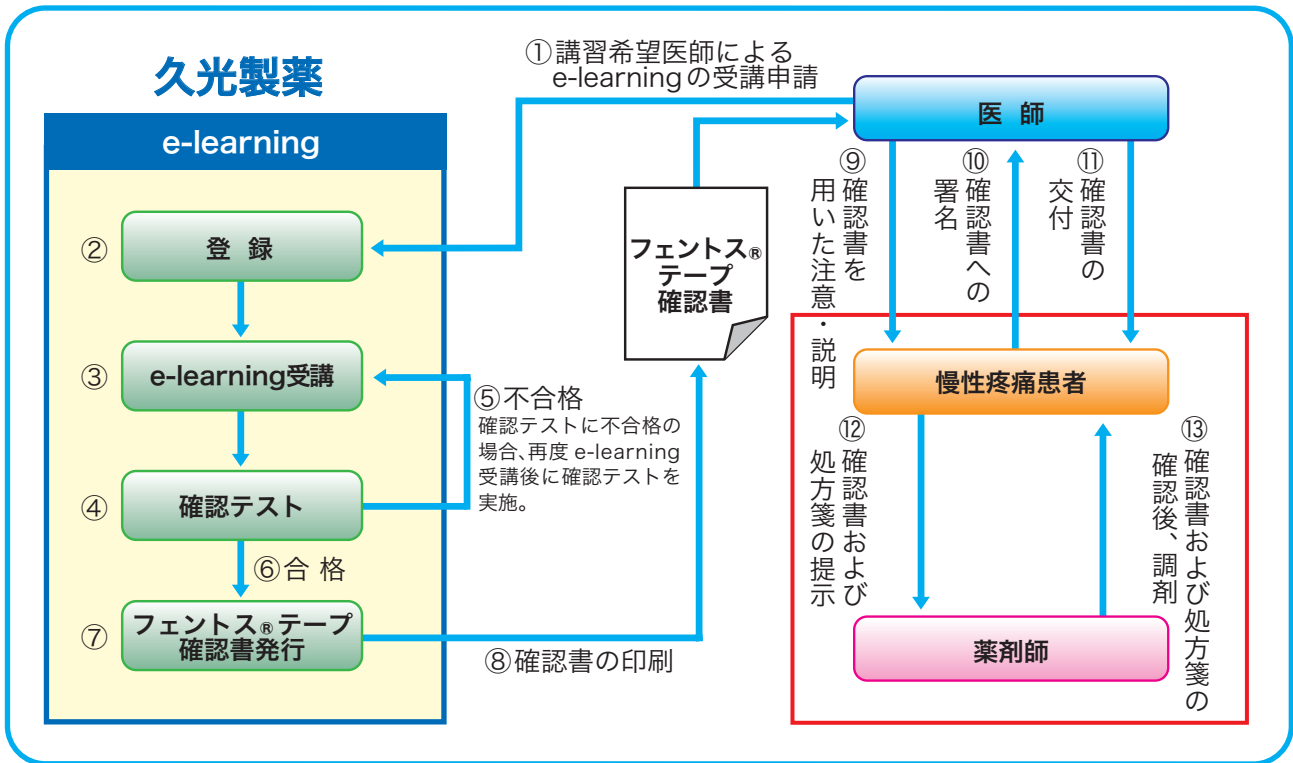 久光製薬
e-learning
①講習希望医師による
e-learningの受講申請
医 師
② 登 録
③ e-learning受講
④ 確認テスト
⑤不合格
確認テストに不合格の
場合、再度 e-learning
受講後に確認テストを
実施。
⑥合 格
⑦ フェントス®テープ
確認書発行
⑧確認書の印刷
フェントス®
テープ
確認書
⑨確認書を
用いた注意・説明
⑩確認書への
署名
⑪確認書の
交付
慢性疼痛患者
⑫確認書および
処方箋の提示
⑬確認書および処方箋の
確認後、調剤
薬剤師